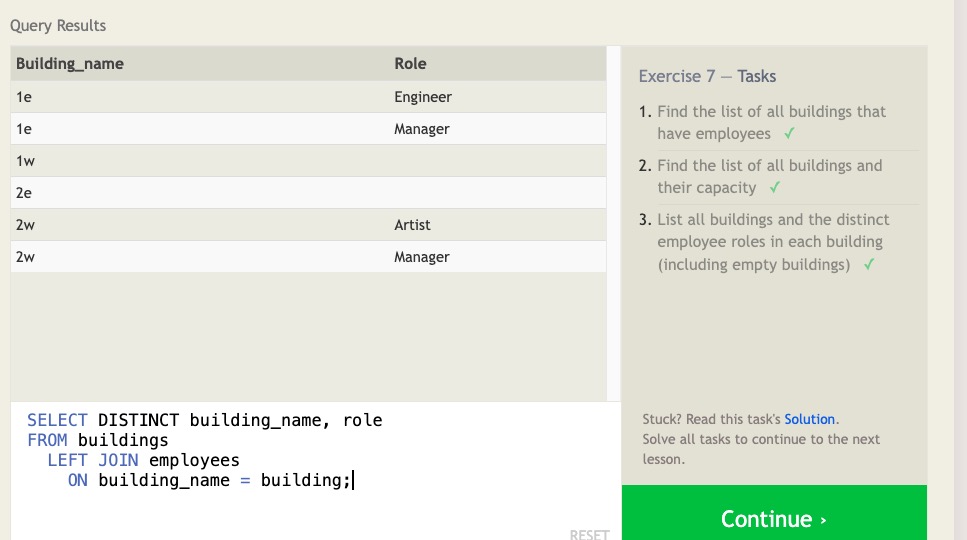 Query Results
Building_name Role
1e Engineer
1e Manager
1w
2e
2w Artist
2w Manager
SELECT DISTINCT building_name, role
FROM buildings
LEFT JOIN employees
ON building_name = building;
RESET
Exercise 7 — Tasks
1. Find the list of all buildings that
have employees ✓
2. Find the list of all buildings and
their capacity ✓
3. List all buildings and the distinct
employee roles in each building
(including empty buildings) ✓
Stuck? Read this task's Solution.
Solve all tasks to continue to the next
lesson.
Continue ›